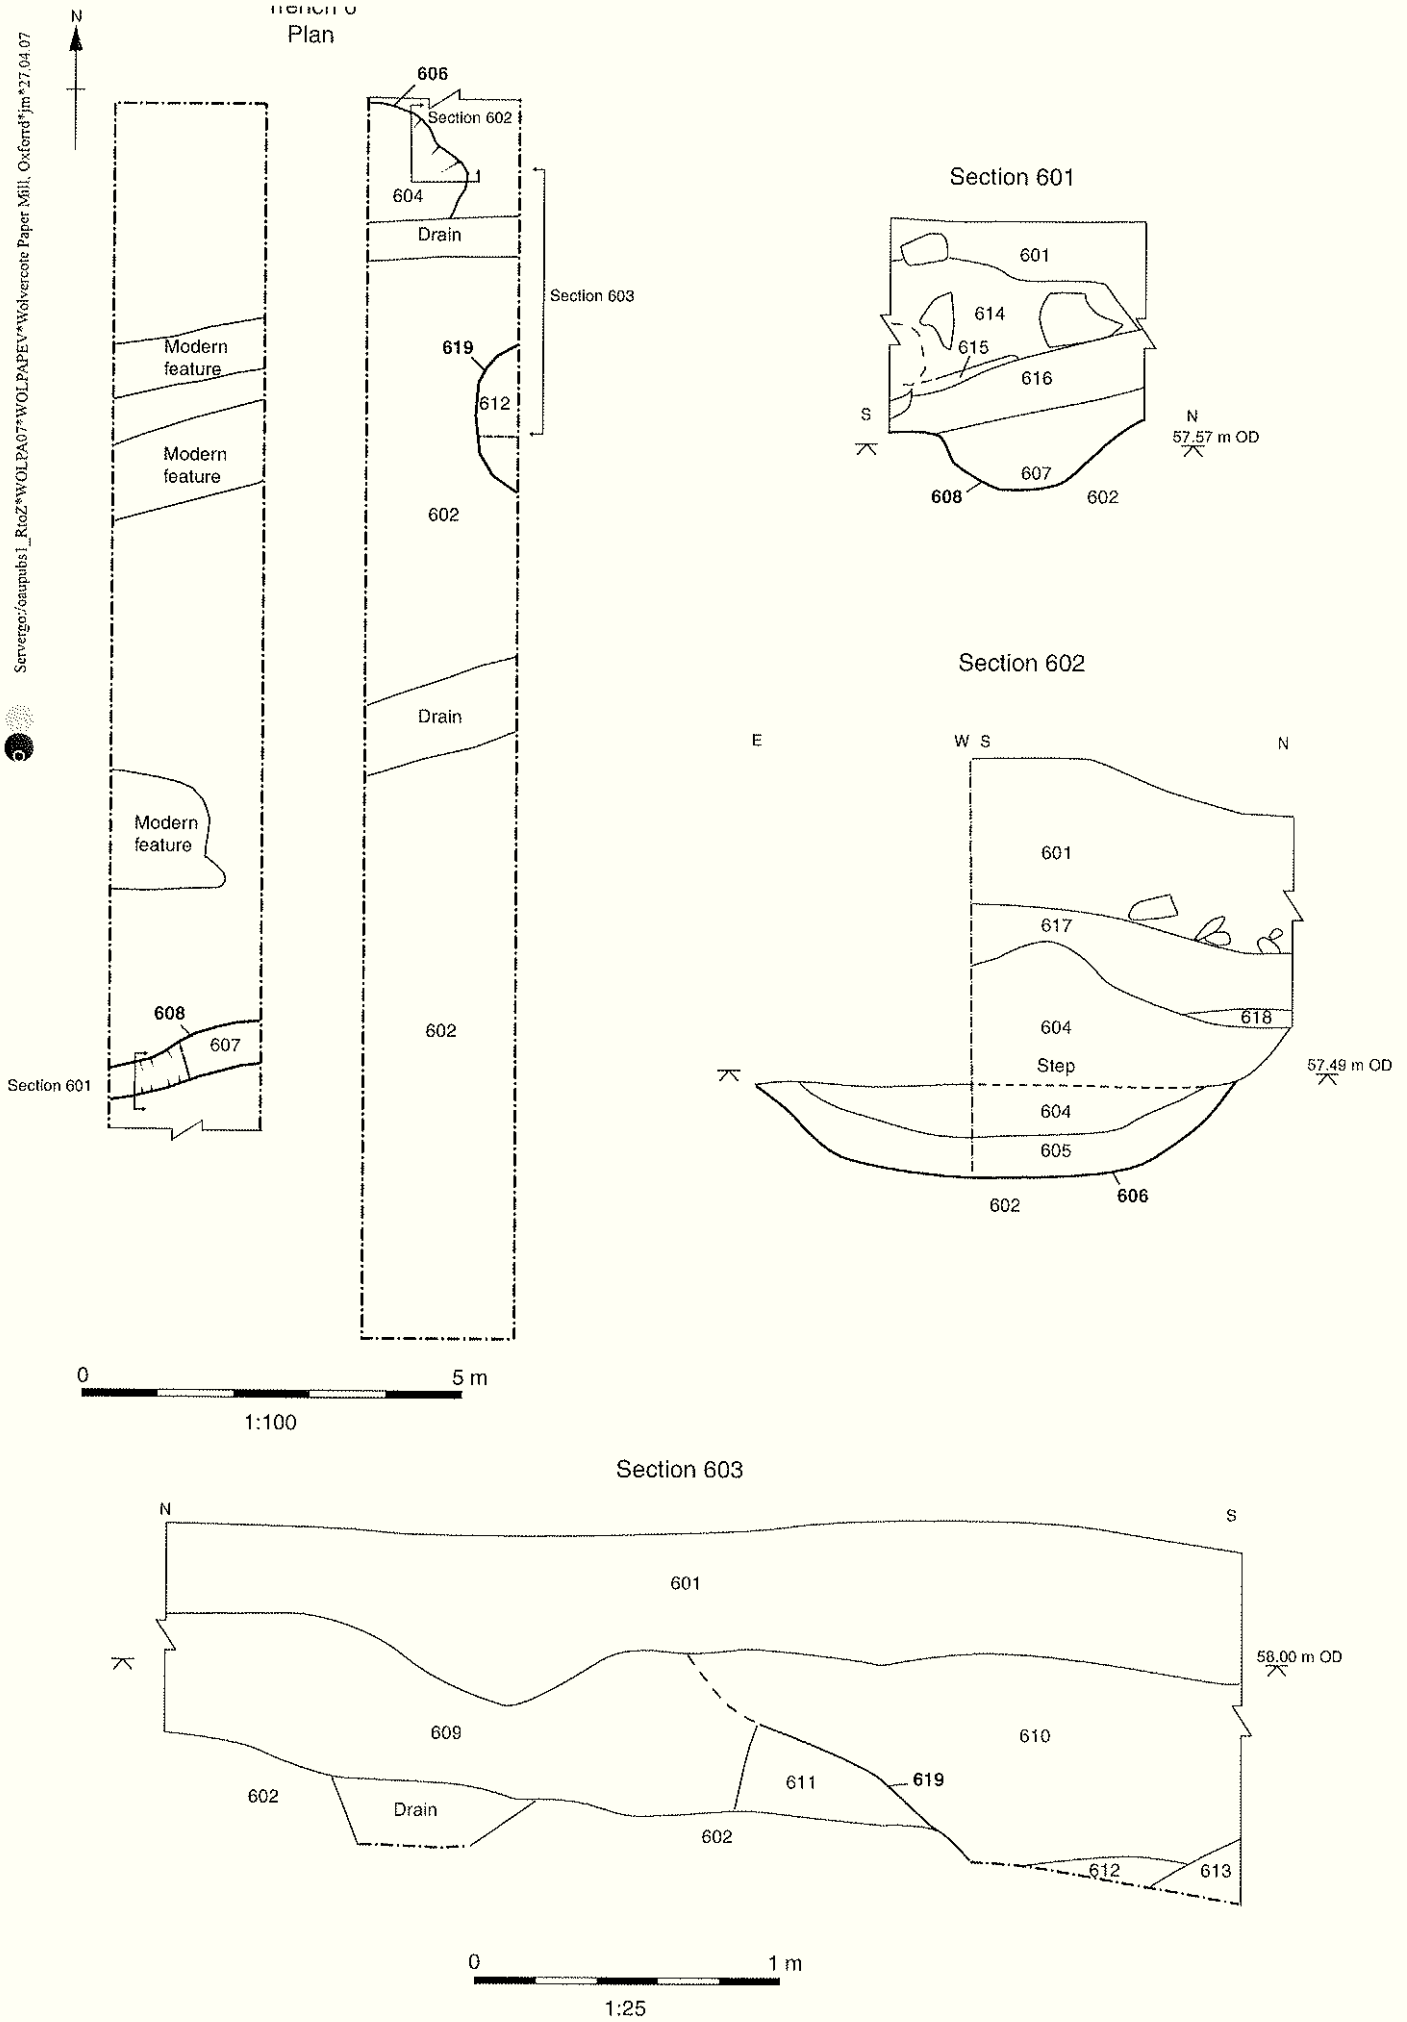 Plan
N
Servergo:/oaupubs1_RtoZ*WOLPA07*WOLPAPEV*Wolvercote Paper Mill, Oxford*jm*27.04.07
606
Section 602
604
Drain
Section 603
619
612
602
Drain
602
Modern
feature
Modern
feature
Modern
feature
608
607
Section 601
0 5 m
1:100
Section 601
601
614
615
616
S N
57.57 m OD
607
608
602
Section 602
E W S N
601
617
618
604
Step
57.49 m OD
604
605
606
602
Section 603
N S
601
58.00 m OD
609
610
611
619
602
Drain
602
612
613
0 1 m
1:25